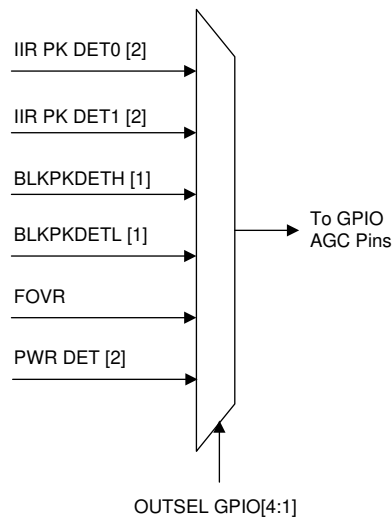 IIR PK DET0 [2]
IIR PK DET1 [2]
BLKPKDETH [1]
BLKPKDETL [1]
FOVR
PWR DET [2]
To GPIO
AGC Pins
OUTSEL GPIO[4:1]